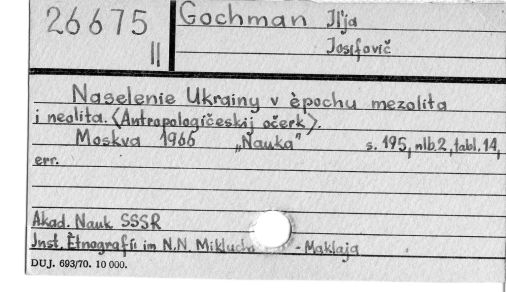 26675
II
Gochman Il'ja
Josifovič
Naselenie Ukrainy v èpochu mezolita
i neolita. (Antropologičeskij očerk).
Moskva 1966 „Nauka" s. 195, nlb.2, tabl. 14,
err.
Akad. Nauk SSSR
Inst. Ètnografii im N.N. - Maklaja
DUJ. 693/70. 10 000.